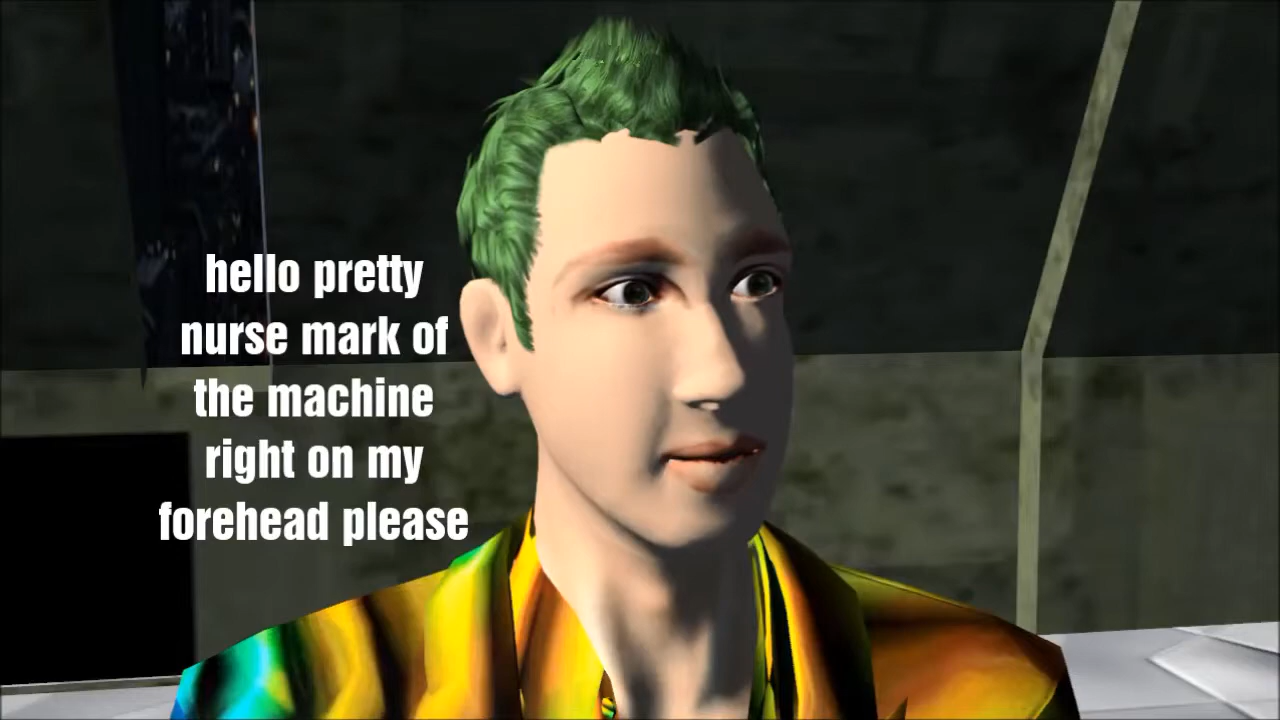 hello pretty
nurse mark of
the machine
right on my
forehead please